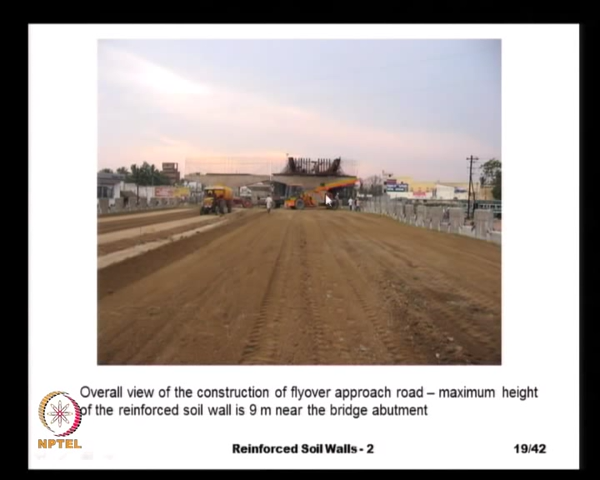 Overall view of the construction of flyover approach road – maximum height
of the reinforced soil wall is 9 m near the bridge abutment
NPTEL
Reinforced Soil Walls - 2
19/42